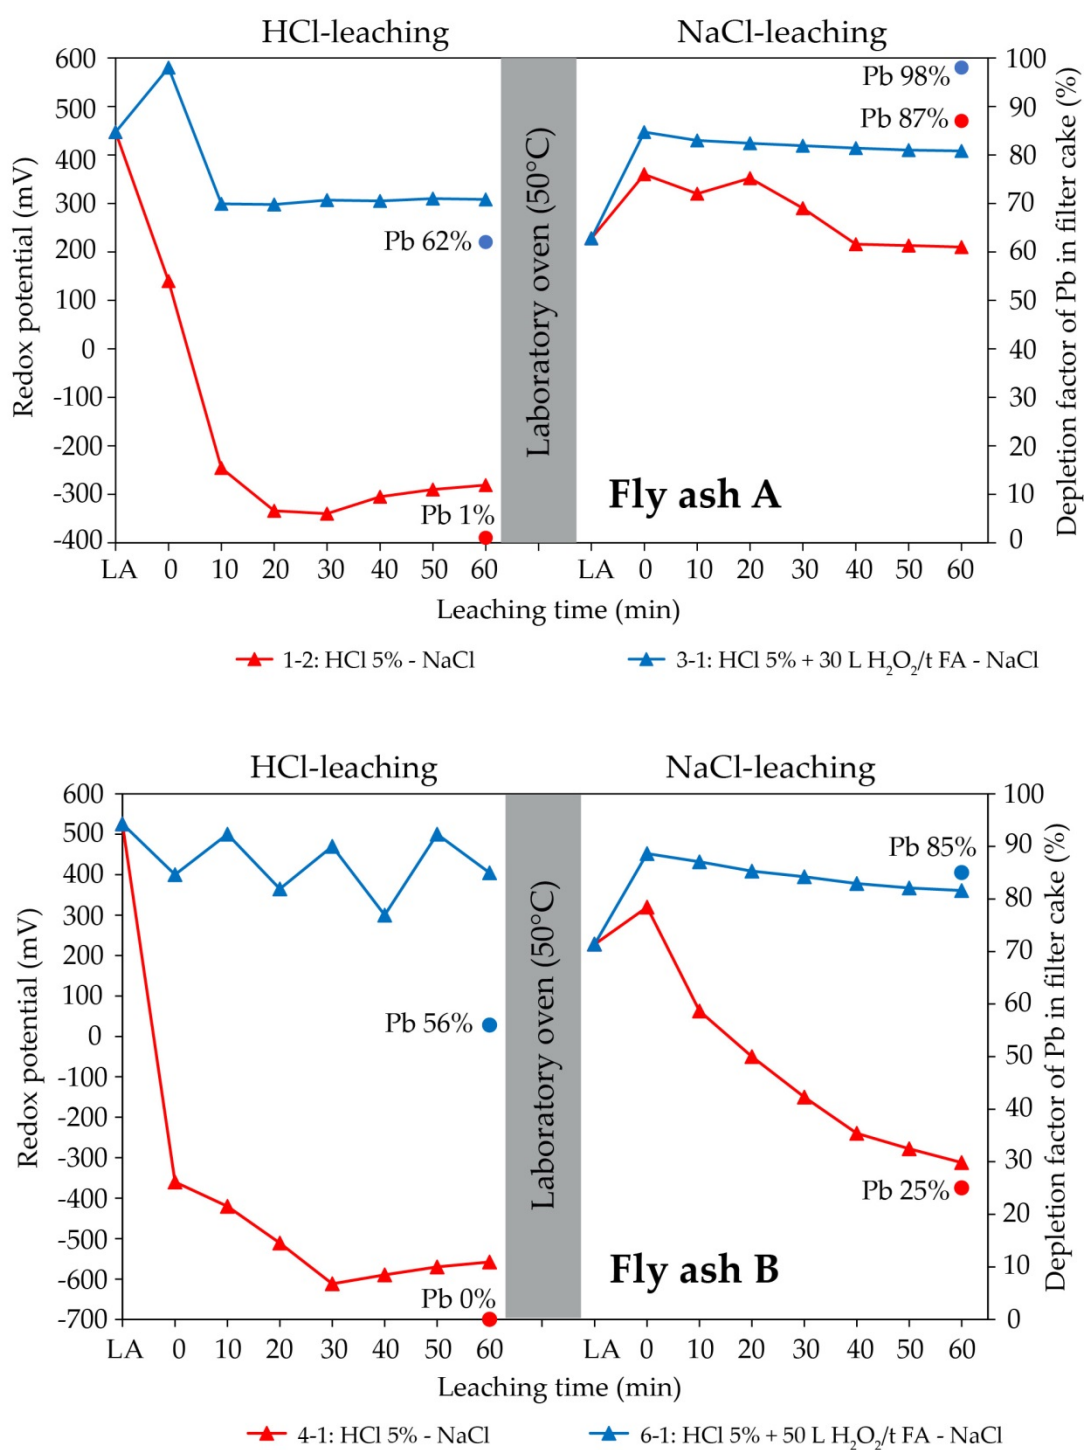 HCl-leaching
NaCl-leaching
Redox potential (mV)
600
500
400
300
200
100
0
-100
-200
-300
-400
Pb 62%
Pb 1%
Laboratory oven (50°C)
Pb 98%
Pb 87%
Fly ash A
100
90
80
70
60
50
40
30
20
10
0
Depletion factor of Pb in filter cake (%)
LA 0 10 20 30 40 50 60 LA 0 10 20 30 40 50 60
Leaching time (min)
1-2: HCl 5% - NaCl
3-1: HCl 5% + 30 L H₂O₂/t FA - NaCl
HCl-leaching
NaCl-leaching
Redox potential (mV)
600
500
400
300
200
100
0
-100
-200
-300
-400
-500
-600
-700
Pb 56%
Pb 0%
Laboratory oven (50°C)
Pb 85%
Pb 25%
Fly ash B
100
90
80
70
60
50
40
30
20
10
0
Depletion factor of Pb in filter cake (%)
LA 0 10 20 30 40 50 60 LA 0 10 20 30 40 50 60
Leaching time (min)
4-1: HCl 5% - NaCl
6-1: HCl 5% + 50 L H₂O₂/t FA - NaCl